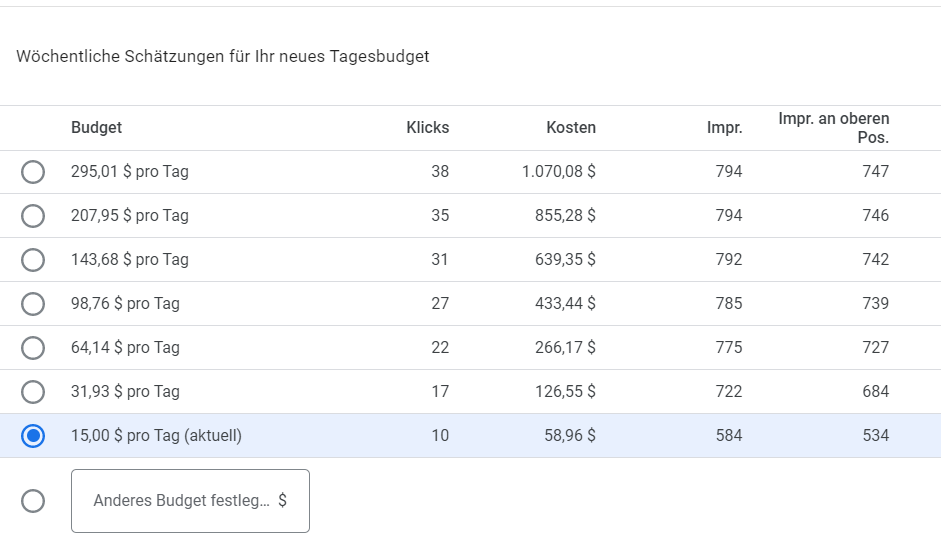 Wöchentliche Schätzungen für Ihr neues Tagesbudget
Budget Klicks Kosten Impr. Impr. an oberen Pos.
295,01 $ pro Tag 38 1.070,08 $ 794 747
207,95 $ pro Tag 35 855,28 $ 794 746
143,68 $ pro Tag 31 639,35 $ 792 742
98,76 $ pro Tag 27 433,44 $ 785 739
64,14 $ pro Tag 22 266,17 $ 775 727
31,93 $ pro Tag 17 126,55 $ 722 684
15,00 $ pro Tag (aktuell) 10 58,96 $ 584 534
Anderes Budget festleg... $